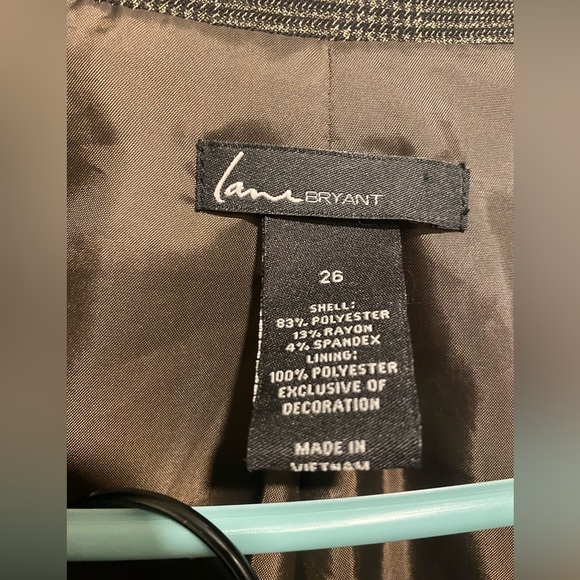 lane BRYANT
26
SHELL:
83% POLYESTER
13% RAYON
4% SPANDEX
LINING:
100% POLYESTER
EXCLUSIVE OF
DECORATION
MADE IN
VIETNAM